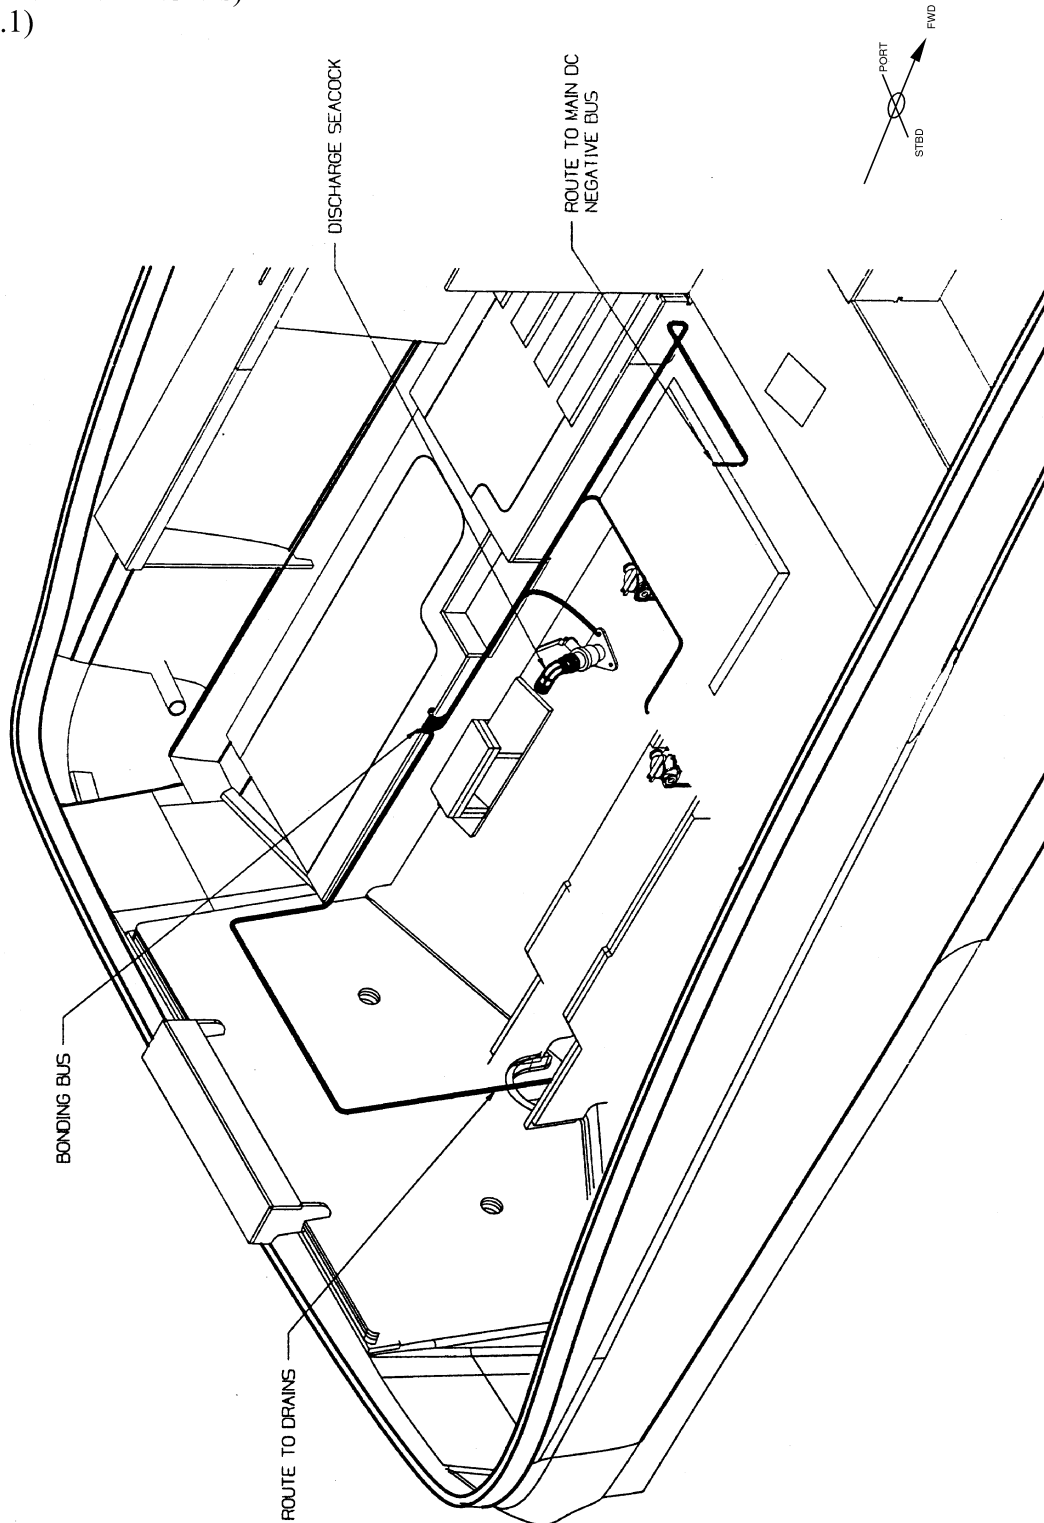 .1)
DISCHARGE SEACOCK
ROUTE TO MAIN DC
NEGATIVE BUS
FWD
PORT
STBD
BONDING BUS
ROUTE TO DRAINS